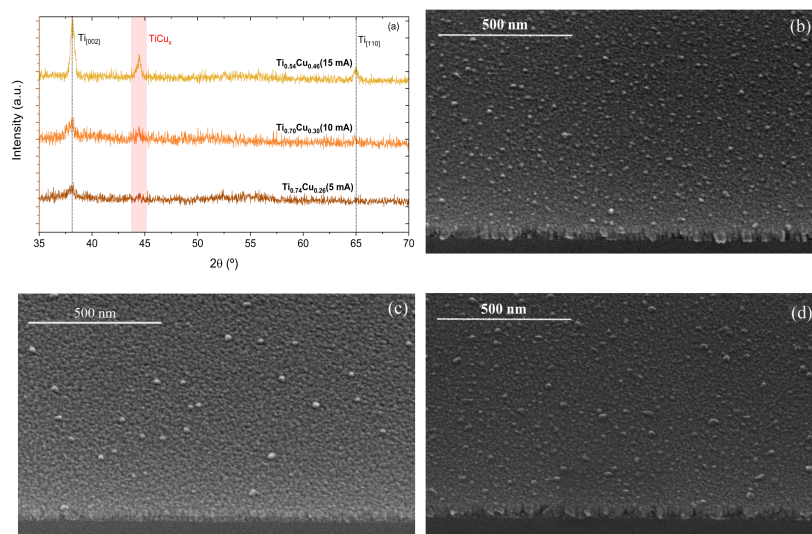 (a)
Ti[002]
TiCux
Ti[110]
Ti0.54Cu0.46(15 mA)
Ti0.70Cu0.30(10 mA)
Ti0.74Cu0.26(5 mA)
Intensity (a.u.)
35 40 45 50 55 60 65 70
2θ (º)
500 nm
(b)
500 nm
(c)
500 nm
(d)